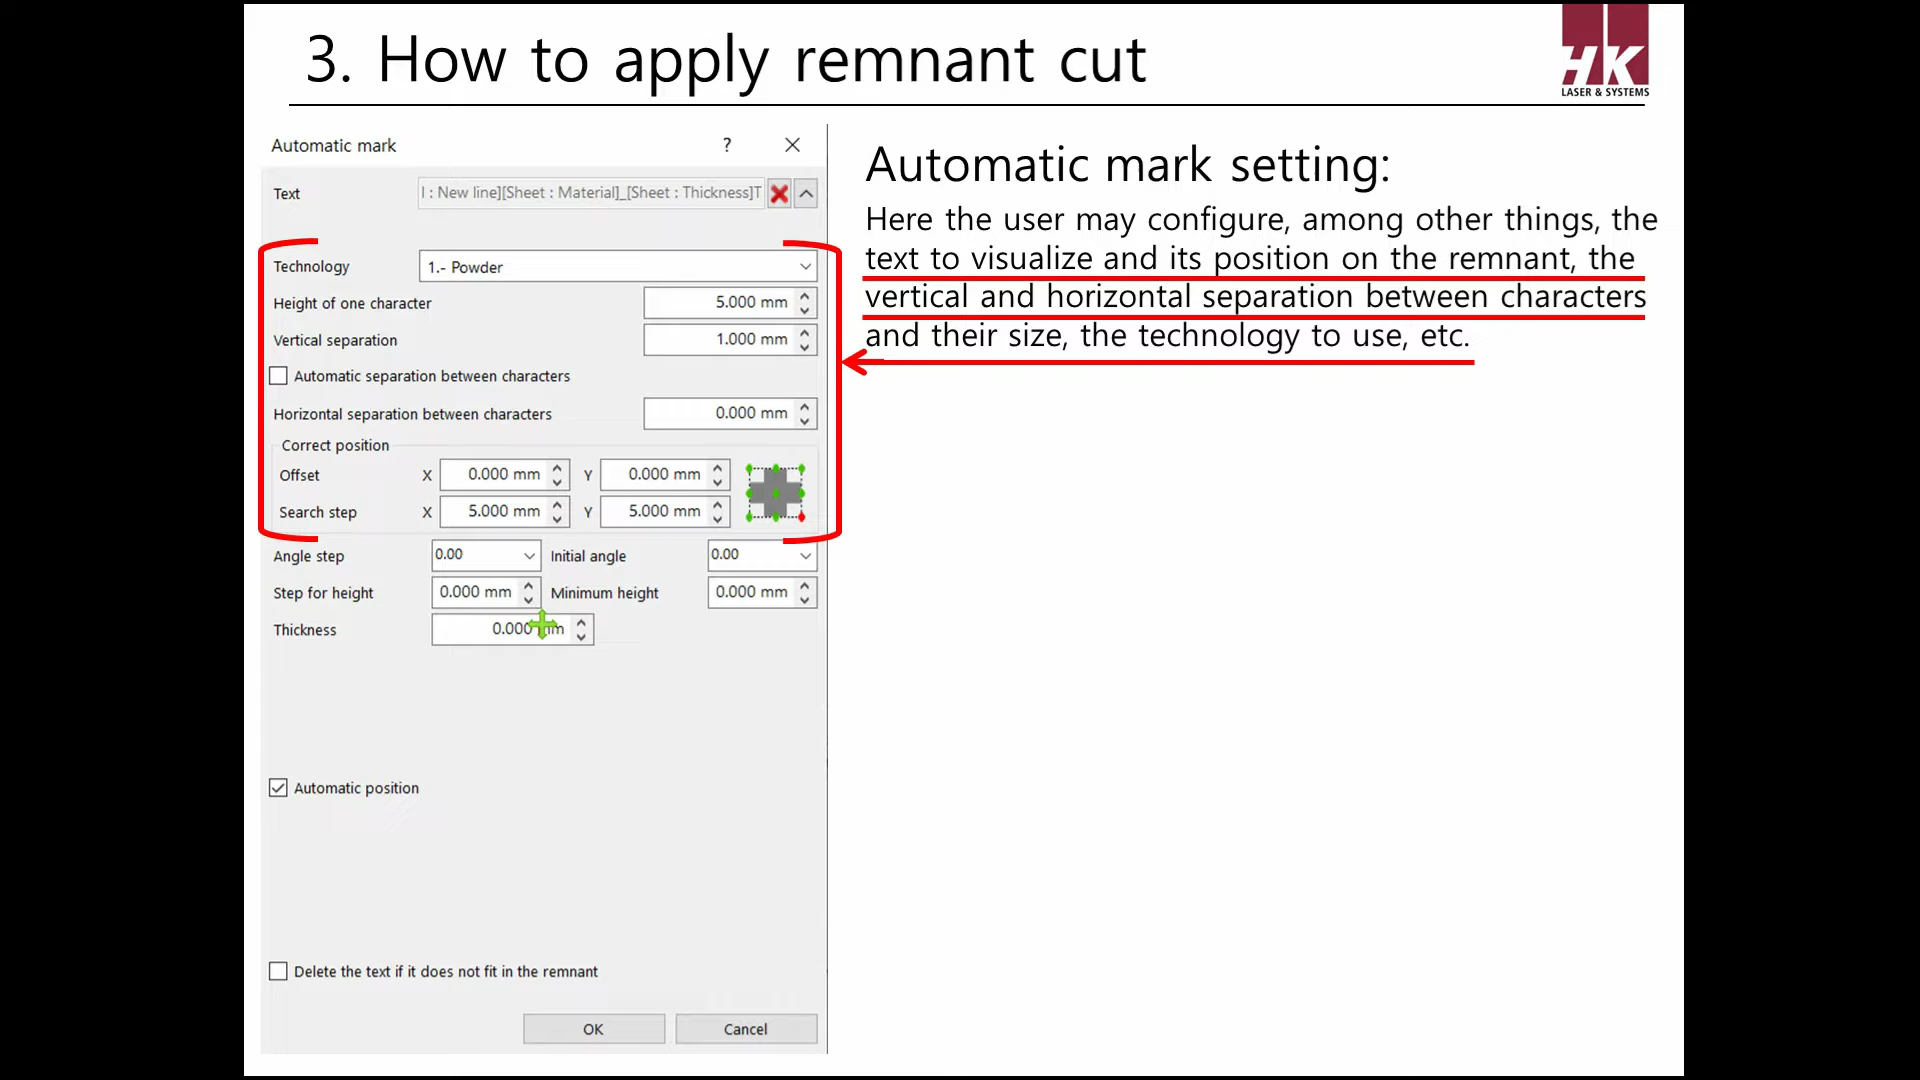 3. How to apply remnant cut
HK
LASER & SYSTEMS
Automatic mark
?
Text
l : New line][Sheet : Material]_[Sheet : Thickness]T
Technology
1.- Powder
Height of one character
5.000 mm
Vertical separation
1.000 mm
Automatic separation between characters
Horizontal separation between characters
0.000 mm
Correct position
Offset X 0.000 mm Y 0.000 mm
Search step X 5.000 mm Y 5.000 mm
Angle step 0.00 Initial angle 0.00
Step for height 0.000 mm Minimum height 0.000 mm
Thickness 0.000 mm
Automatic position
Delete the text if it does not fit in the remnant
OK Cancel
Automatic mark setting:
Here the user may configure, among other things, the
text to visualize and its position on the remnant, the
vertical and horizontal separation between characters
and their size, the technology to use, etc.